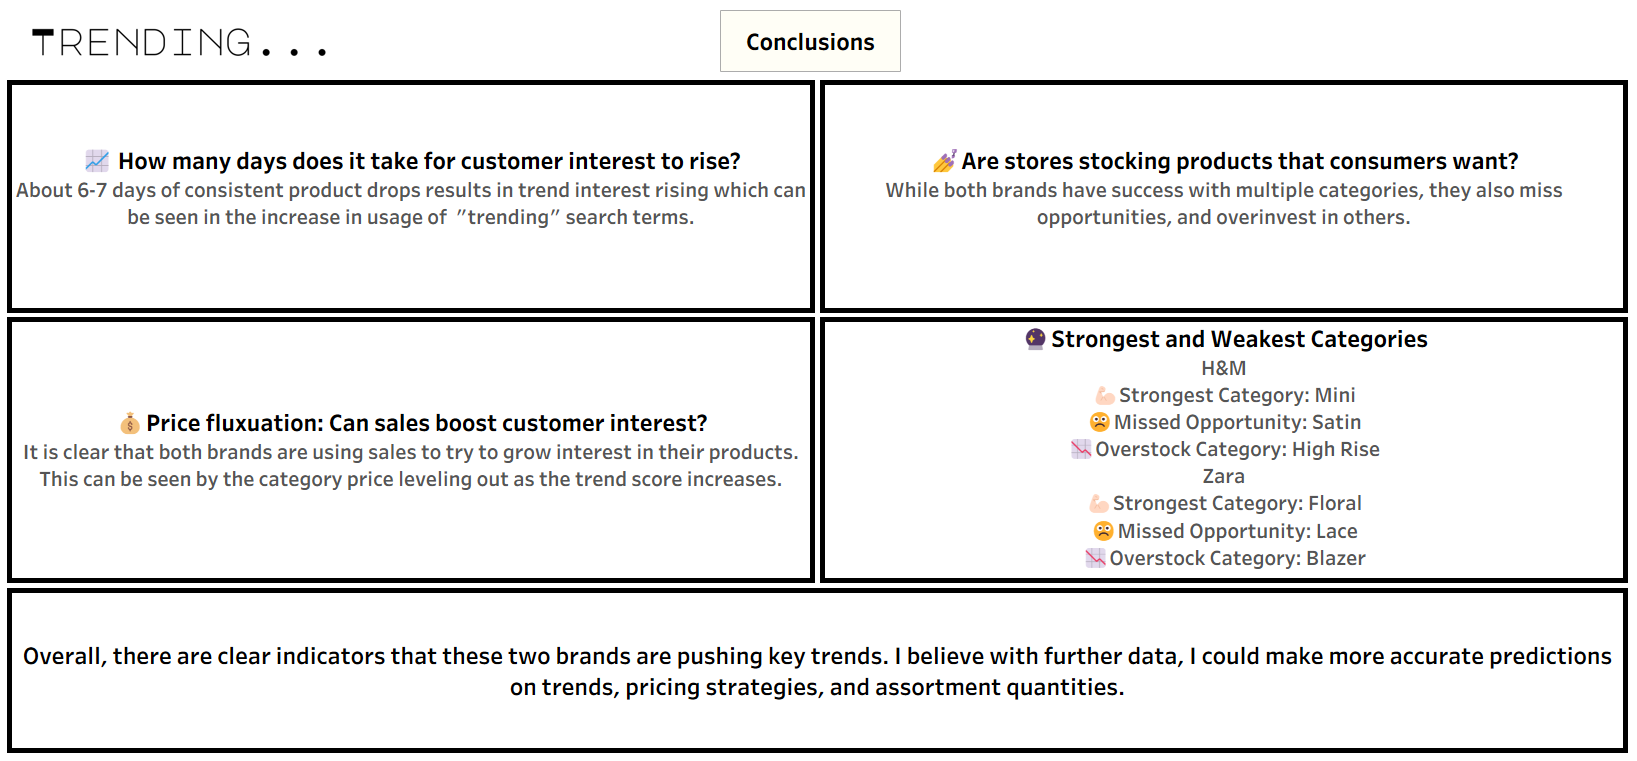 TRENDING...
Conclusions
📈 How many days does it take for customer interest to rise?
About 6-7 days of consistent product drops results in trend interest rising which can
be seen in the increase in usage of "trending" search terms.
💅 Are stores stocking products that consumers want?
While both brands have success with multiple categories, they also miss
opportunities, and overinvest in others.
💰 Price fluxuation: Can sales boost customer interest?
It is clear that both brands are using sales to try to grow interest in their products.
This can be seen by the category price leveling out as the trend score increases.
🔮 Strongest and Weakest Categories
H&M
💪🏻 Strongest Category: Mini
😟 Missed Opportunity: Satin
📉 Overstock Category: High Rise
Zara
💪🏻 Strongest Category: Floral
😟 Missed Opportunity: Lace
📉 Overstock Category: Blazer
Overall, there are clear indicators that these two brands are pushing key trends. I believe with further data, I could make more accurate predictions
on trends, pricing strategies, and assortment quantities.